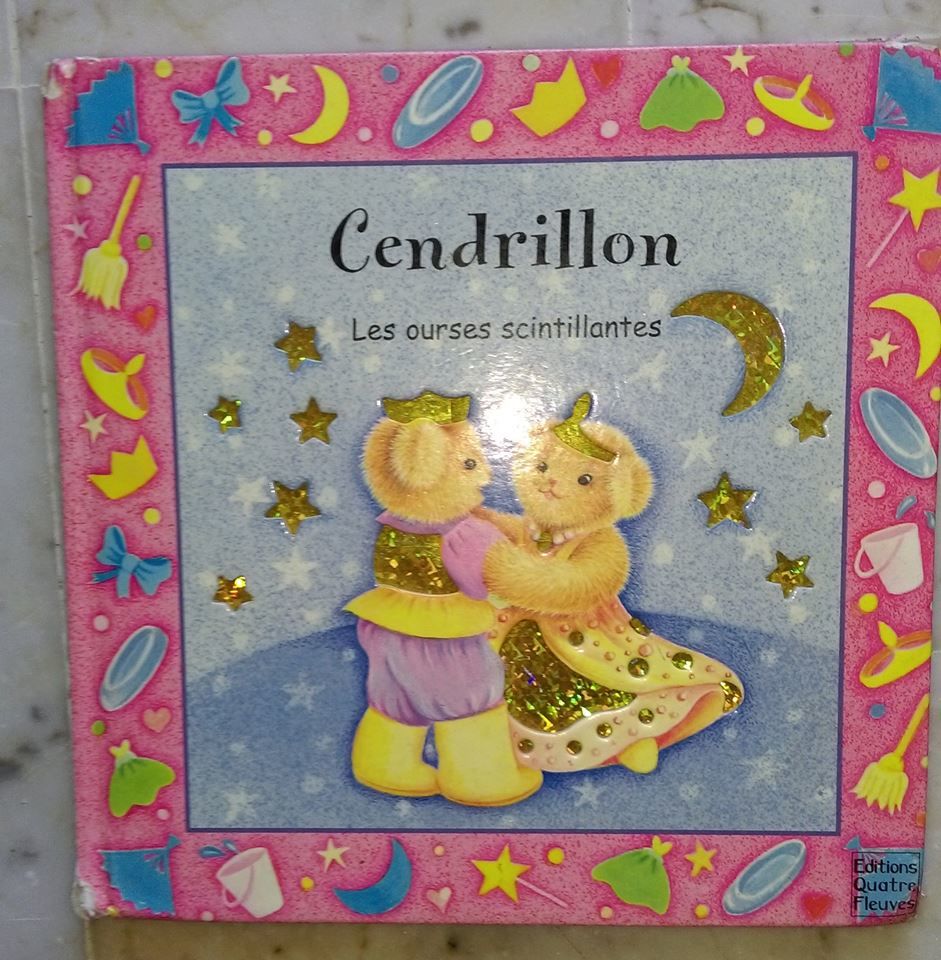 Cendrillon
Les ourses scintillantes
Editions
Quatre
Fleuves